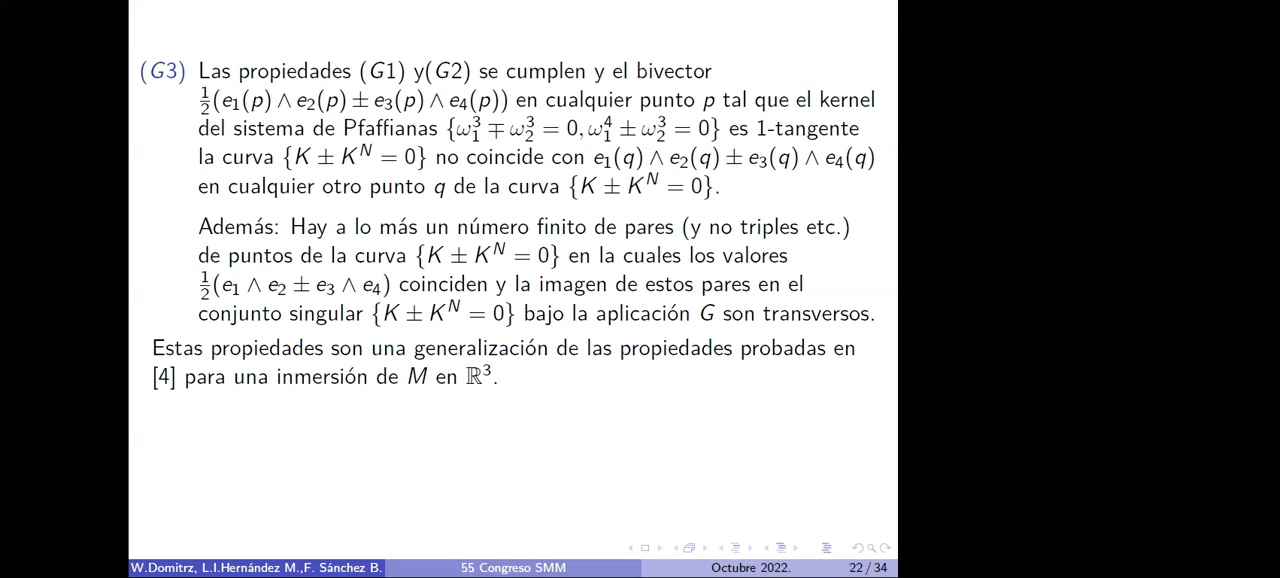 (G3) Las propiedades (G1) y(G2) se cumplen y el bivector
½(e₁(p) ∧ e₂(p) ± e₃(p) ∧ e₄(p)) en cualquier punto p tal que el kernel
del sistema de Pfaffianas {ω₁³ ∓ ω₂³ = 0, ω₁⁴ ± ω₂³ = 0} es 1-tangente
la curva {K ± Kᴺ = 0} no coincide con e₁(q) ∧ e₂(q) ± e₃(q) ∧ e₄(q)
en cualquier otro punto q de la curva {K ± Kᴺ = 0}.
Además: Hay a lo más un número finito de pares (y no triples etc.)
de puntos de la curva {K ± Kᴺ = 0} en la cuales los valores
½(e₁ ∧ e₂ ± e₃ ∧ e₄) coinciden y la imagen de estos pares en el
conjunto singular {K ± Kᴺ = 0} bajo la aplicación G son transversos.
Estas propiedades son una generalización de las propiedades probadas en
[4] para una inmersión de M en ℝ³.
W.Domitrz, L.I.Hernández M.,F. Sánchez B. 55 Congreso SMM Octubre 2022. 22 / 34